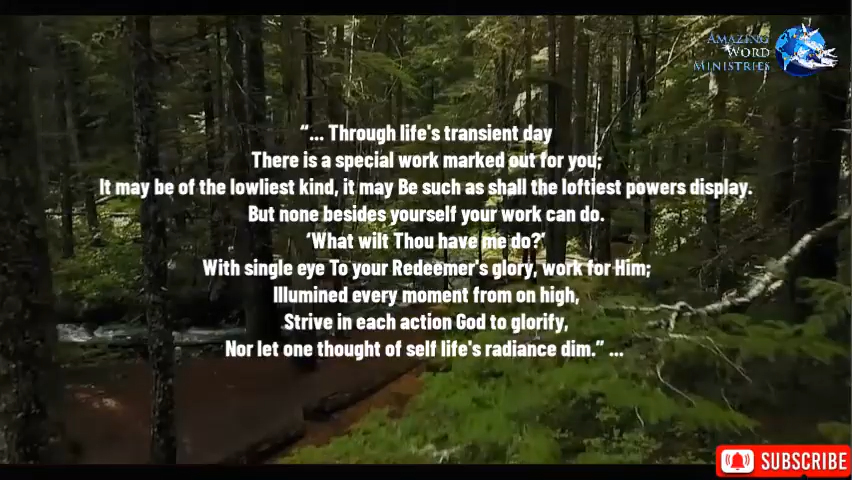 AMAZING
WORD
MINISTRIES
“... Through life's transient day
There is a special work marked out for you;
It may be of the lowliest kind, it may Be such as shall the loftiest powers display.
But none besides yourself your work can do.
‘What wilt Thou have me do?’
With single eye To your Redeemer's glory, work for Him;
Illumined every moment from on high,
Strive in each action God to glorify,
Nor let one thought of self life's radiance dim.” ...
SUBSCRIBE